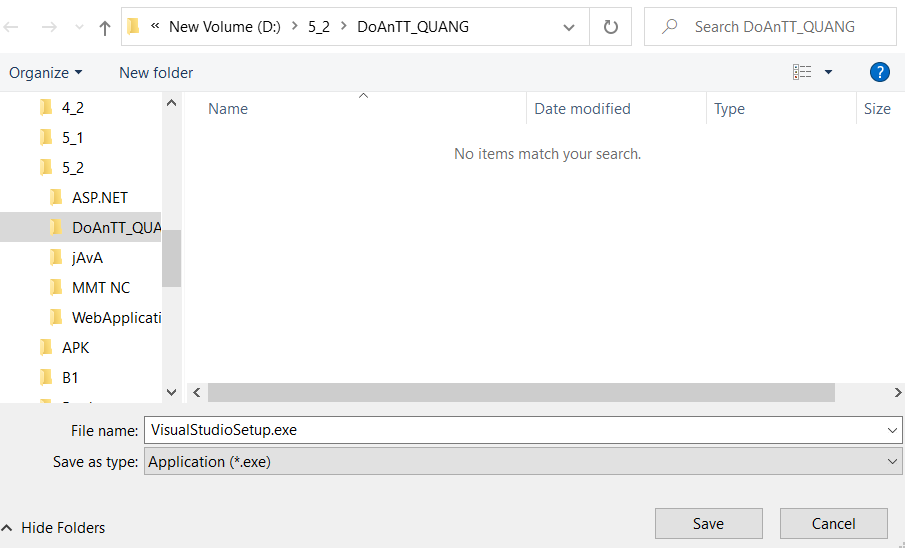 « New Volume (D:) > 5_2 > DoAnTT_QUANG
Search DoAnTT_QUANG
Organize
New folder
?
4_2
5_1
5_2
ASP.NET
DoAnTT_QUA
jAvA
MMT NC
WebApplicati
APK
B1
Name
Date modified
Type
Size
No items match your search.
File name: VisualStudioSetup.exe
Save as type: Application (*.exe)
Hide Folders
Save
Cancel